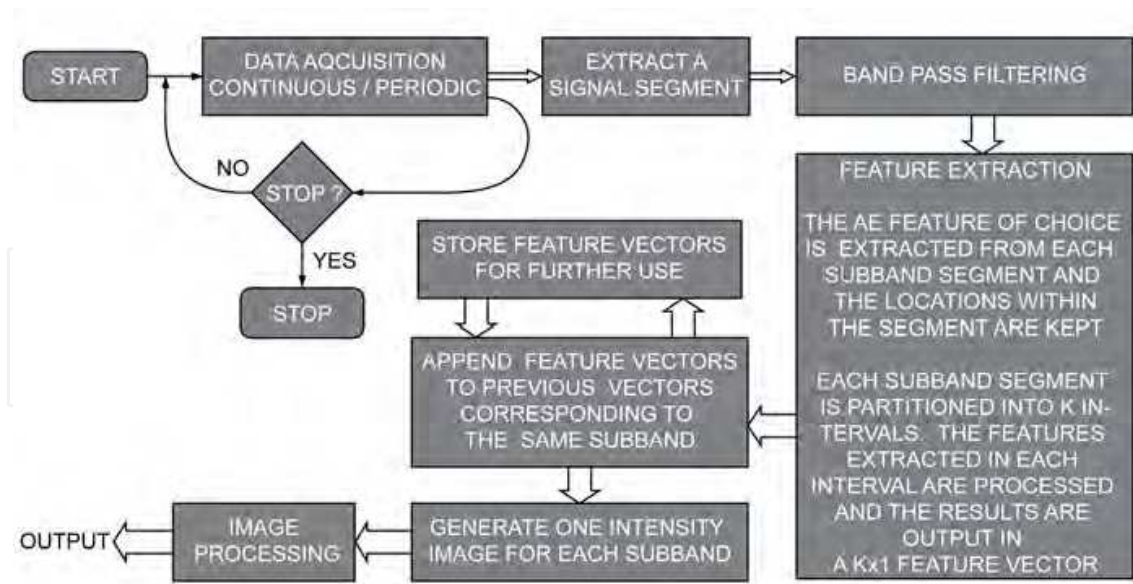 START
DATA AQCUISITION
CONTINUOUS / PERIODIC
EXTRACT A
SIGNAL SEGMENT
BAND PASS FILTERING
NO
STOP ?
YES
STOP
FEATURE EXTRACTION
THE AE FEATURE OF CHOICE
IS EXTRACTED FROM EACH
SUBBAND SEGMENT AND
THE LOCATIONS WITHIN
THE SEGMENT ARE KEPT
EACH SUBBAND SEGMENT
IS PARTITIONED INTO K IN-
TERVALS. THE FEATURES
EXTRACTED IN EACH
INTERVAL ARE PROCESSED
AND THE RESULTS ARE
OUTPUT IN
A Kx1 FEATURE VECTOR
STORE FEATURE VECTORS
FOR FURTHER USE
APPEND FEATURE VECTORS
TO PREVIOUS VECTORS
CORRESPONDING TO
THE SAME SUBBAND
GENERATE ONE INTENSITY
IMAGE FOR EACH SUBBAND
IMAGE
PROCESSING
OUTPUT